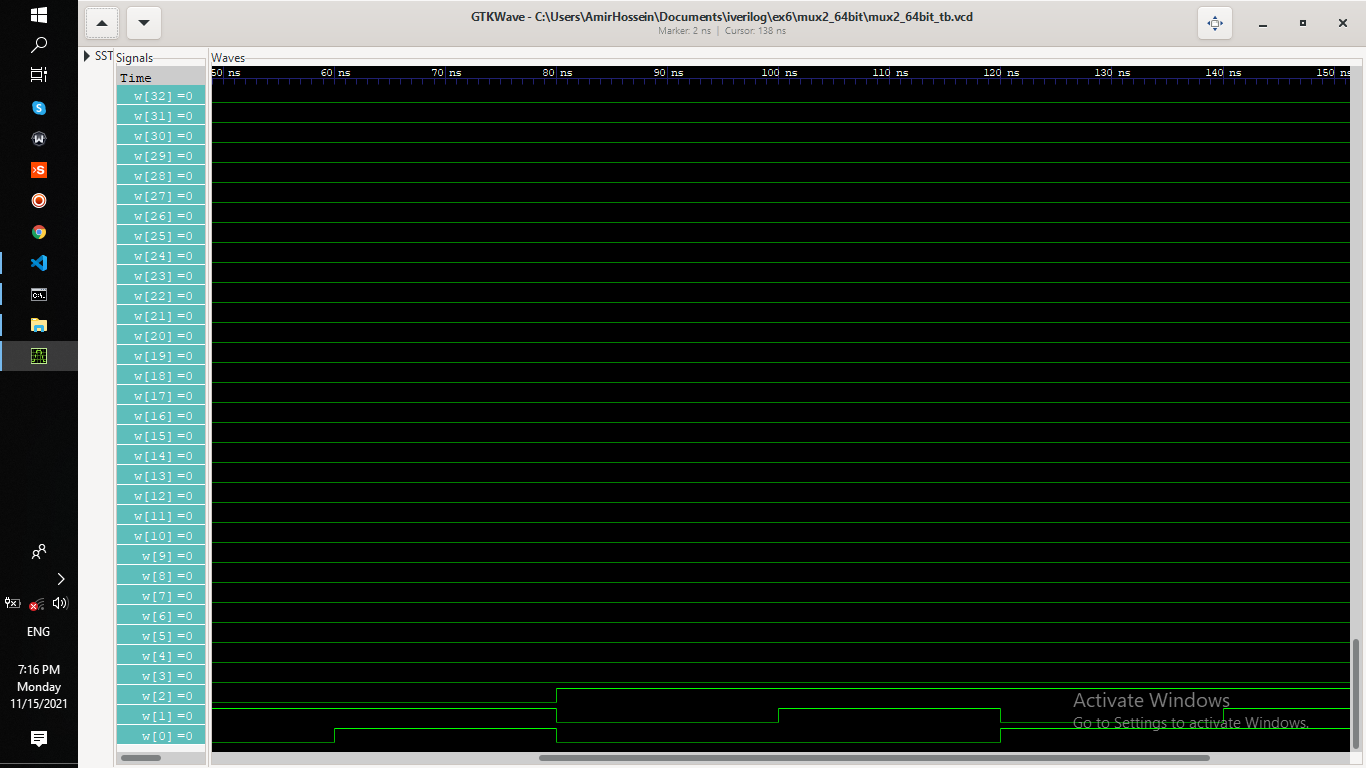 GTKWave - C:\Users\AmirHossein\Documents\iverilog\ex6\mux2_64bit\mux2_64bit_tb.vcd
Marker: 2 ns | Cursor: 138 ns
SST
Signals
Waves
Time
50 ns 60 ns 70 ns 80 ns 90 ns 100 ns 110 ns 120 ns 130 ns 140 ns 150 ns
w[32]=0
w[31]=0
w[30]=0
w[29]=0
w[28]=0
w[27]=0
w[26]=0
w[25]=0
w[24]=0
w[23]=0
w[22]=0
w[21]=0
w[20]=0
w[19]=0
w[18]=0
w[17]=0
w[16]=0
w[15]=0
w[14]=0
w[13]=0
w[12]=0
w[11]=0
w[10]=0
w[9]=0
w[8]=0
w[7]=0
w[6]=0
w[5]=0
w[4]=0
w[3]=0
w[2]=0
w[1]=0
w[0]=0
Activate Windows
Go to Settings to activate Windows.
ENG
7:16 PM
Monday
11/15/2021